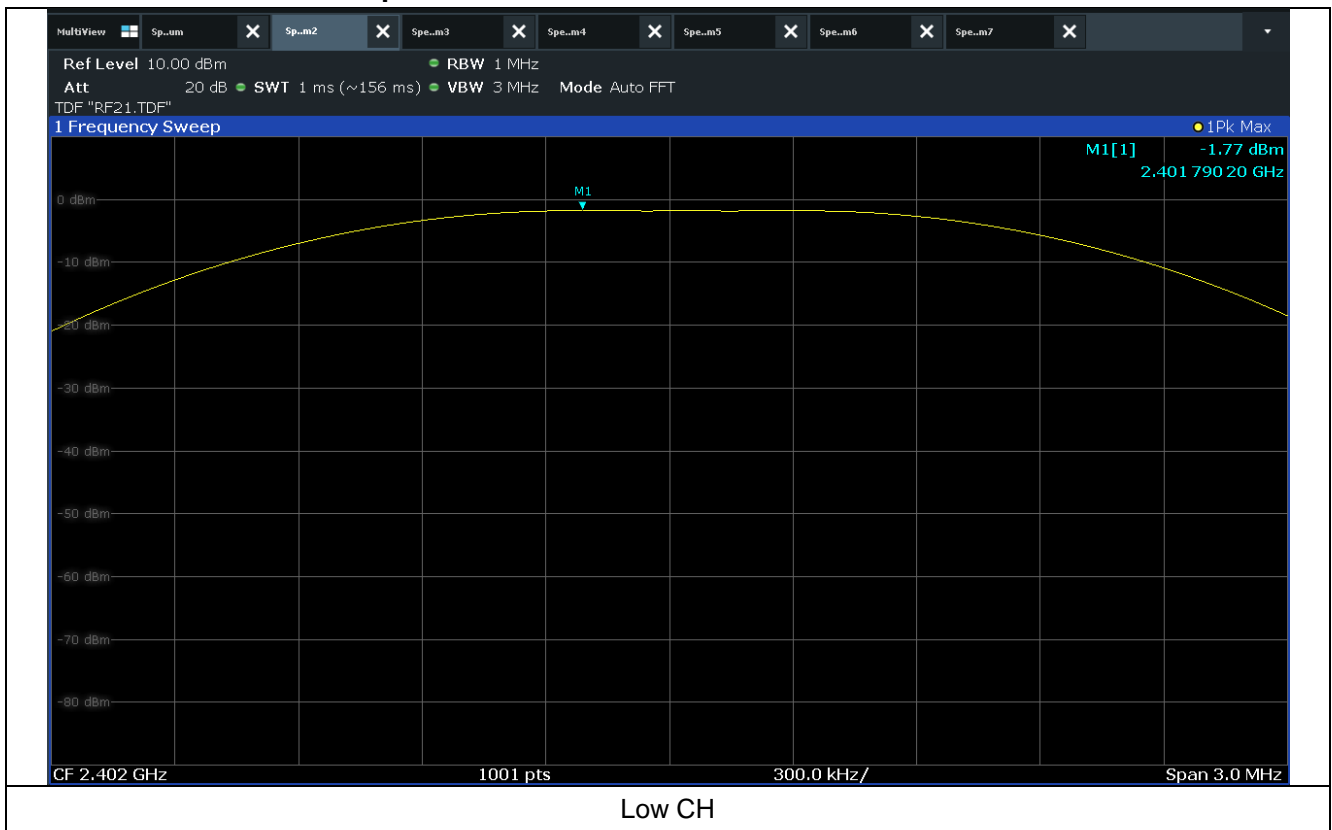 MultiView Sp..um Sp..m2 Spe..m3 Spe..m4 Spe..m5 Spe..m6 Spe..m7
Ref Level 10.00 dBm RBW 1 MHz
Att 20 dB SWT 1 ms (~156 ms) VBW 3 MHz Mode Auto FFT
TDF "RF21.TDF"
1 Frequency Sweep 1Pk Max
M1[1] -1.77 dBm
2.401 790 20 GHz
M1
0 dBm
-10 dBm
-20 dBm
-30 dBm
-40 dBm
-50 dBm
-60 dBm
-70 dBm
-80 dBm
CF 2.402 GHz 1001 pts 300.0 kHz/ Span 3.0 MHz
Low CH